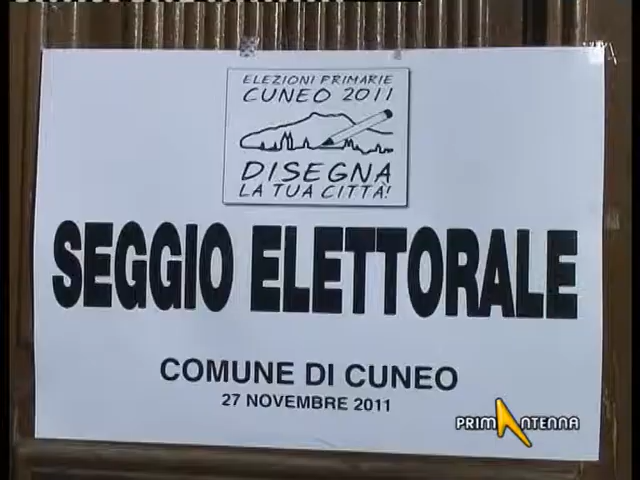 ELEZIONI PRIMARIE
CUNEO 2011
DISEGNA
LA TUA CITTÀ!
SEGGIO ELETTORALE
COMUNE DI CUNEO
27 NOVEMBRE 2011
PRIMANTENNA